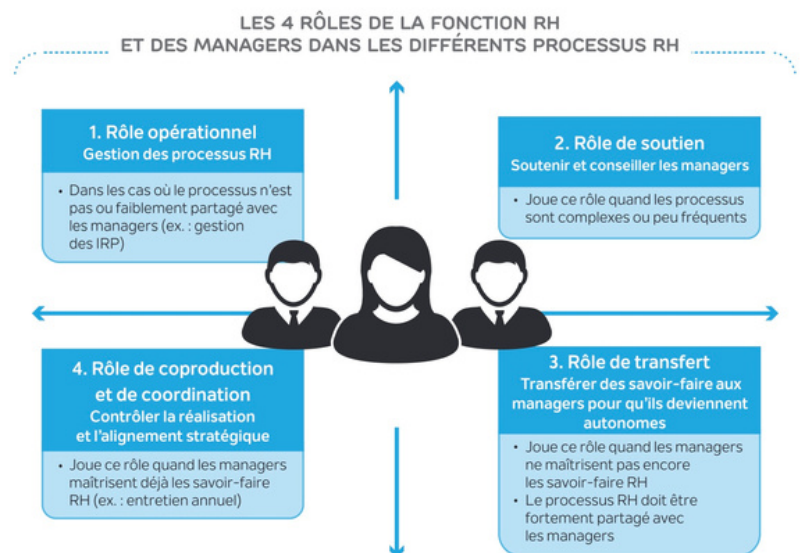 LES 4 RÔLES DE LA FONCTION RH
ET DES MANAGERS DANS LES DIFFÉRENTS PROCESSUS RH
1. Rôle opérationnel
Gestion des processus RH
• Dans les cas où le processus n'est
pas ou faiblement partagé avec
les managers (ex. : gestion
des IRP)
2. Rôle de soutien
Soutenir et conseiller les managers
• Joue ce rôle quand les processus
sont complexes ou peu fréquents
4. Rôle de coproduction
et de coordination
Contrôler la réalisation
et l'alignement stratégique
• Joue ce rôle quand les managers
maîtrisent déjà les savoir-faire
RH (ex. : entretien annuel)
3. Rôle de transfert
Transférer des savoir-faire aux
managers pour qu'ils deviennent
autonomes
• Joue ce rôle quand les managers
ne maîtrisent pas encore
les savoir-faire RH
• Le processus RH doit être
fortement partagé avec
les managers